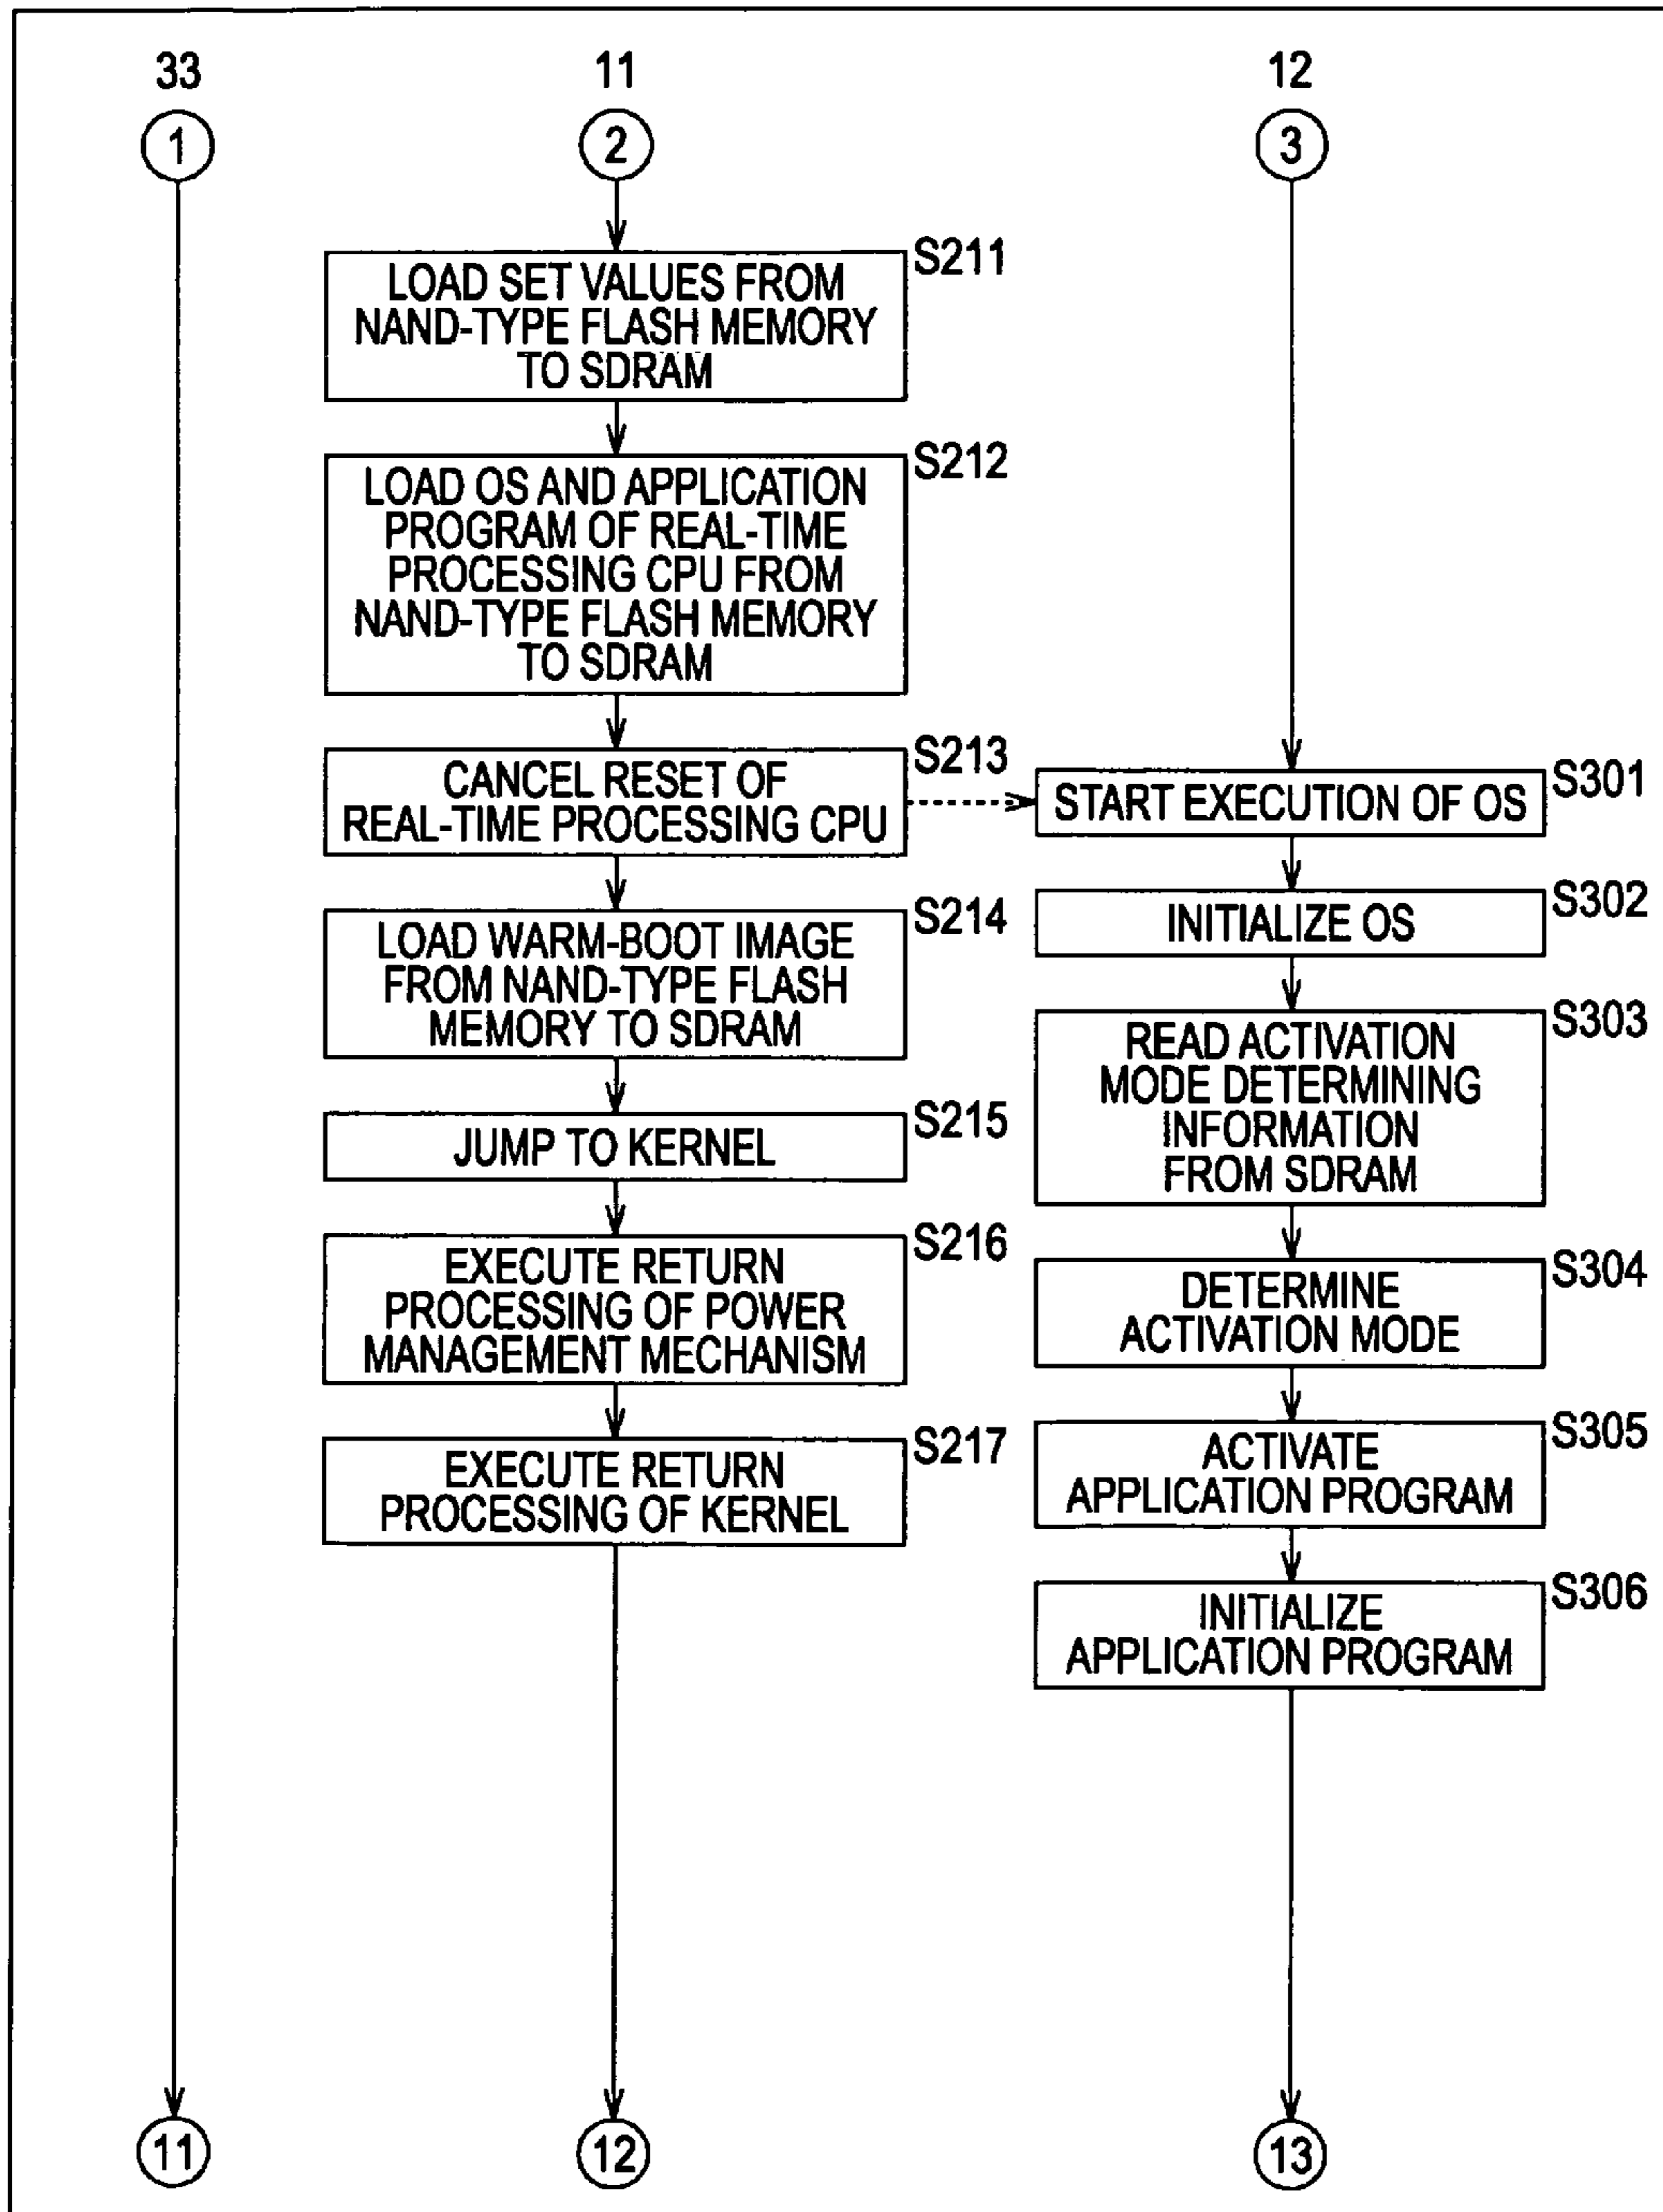 33
11
12
1
2
3
S211
LOAD SET VALUES FROM
NAND-TYPE FLASH MEMORY
TO SDRAM
S212
LOAD OS AND APPLICATION
PROGRAM OF REAL-TIME
PROCESSING CPU FROM
NAND-TYPE FLASH MEMORY
TO SDRAM
S213
CANCEL RESET OF
REAL-TIME PROCESSING CPU
S214
LOAD WARM-BOOT IMAGE
FROM NAND-TYPE FLASH
MEMORY TO SDRAM
S215
JUMP TO KERNEL
S216
EXECUTE RETURN
PROCESSING OF POWER
MANAGEMENT MECHANISM
S217
EXECUTE RETURN
PROCESSING OF KERNEL
S301
START EXECUTION OF OS
S302
INITIALIZE OS
S303
READ ACTIVATION
MODE DETERMINING
INFORMATION
FROM SDRAM
S304
DETERMINE
ACTIVATION MODE
S305
ACTIVATE
APPLICATION PROGRAM
S306
INITIALIZE
APPLICATION PROGRAM
11
12
13